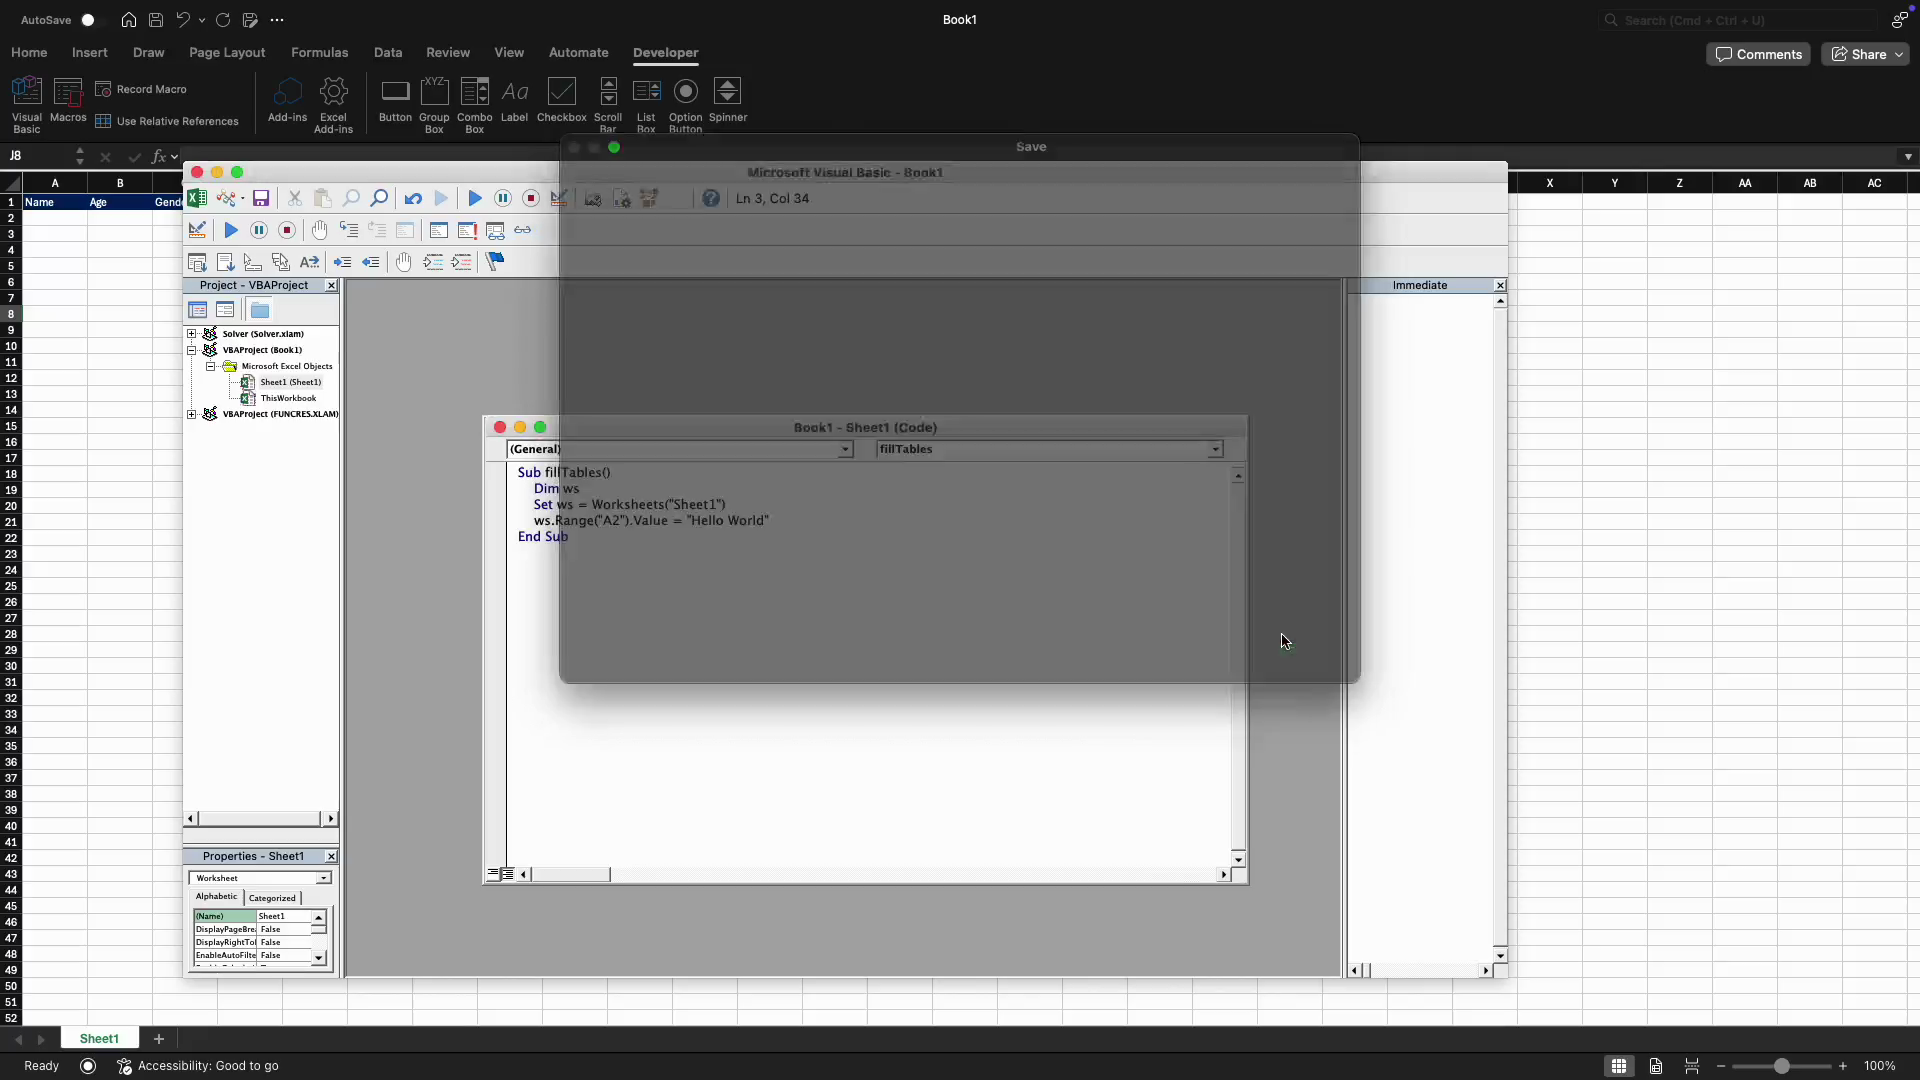 AutoSave
Book1
Search (Cmd + Ctrl + U)
Home
Insert
Draw
Page Layout
Formulas
Data
Review
View
Automate
Developer
Comments
Share
Visual Basic
Macros
Record Macro
Use Relative References
Add-ins
Excel Add-ins
Button
XYZ
Group Box
Combo Box
Aa
Label
Checkbox
Scroll Bar
List Box
Option Button
Spinner
J8
fx
Save
Microsoft Visual Basic - Book1
Ln 3, Col 34
A
B
X
Y
Z
AA
AB
AC
1
Name
Age
2
3
4
5
6
7
8
9
10
11
12
13
14
15
16
17
18
19
20
21
22
23
24
25
26
27
28
29
30
31
32
33
34
35
36
37
38
39
40
41
42
43
44
45
46
47
48
49
50
51
52
Project - VBAProject
Solver (Solver.xlam)
VBAProject (Book1)
Microsoft Excel Objects
Sheet1 (Sheet1)
ThisWorkbook
VBAProject (FUNCRES.XLAM)
Immediate
Book1 - Sheet1 (Code)
(General)
fillTables
Sub fillTables()
Dim ws
Set ws = Worksheets("Sheet1")
ws.Range("A2").Value = "Hello World"
End Sub
Properties - Sheet1
Worksheet
Alphabetic
Categorized
(Name)
Sheet1
DisplayPageBre
False
DisplayRightTo
False
EnableAutoFilte
False
Sheet1
Ready
Accessibility: Good to go
100%